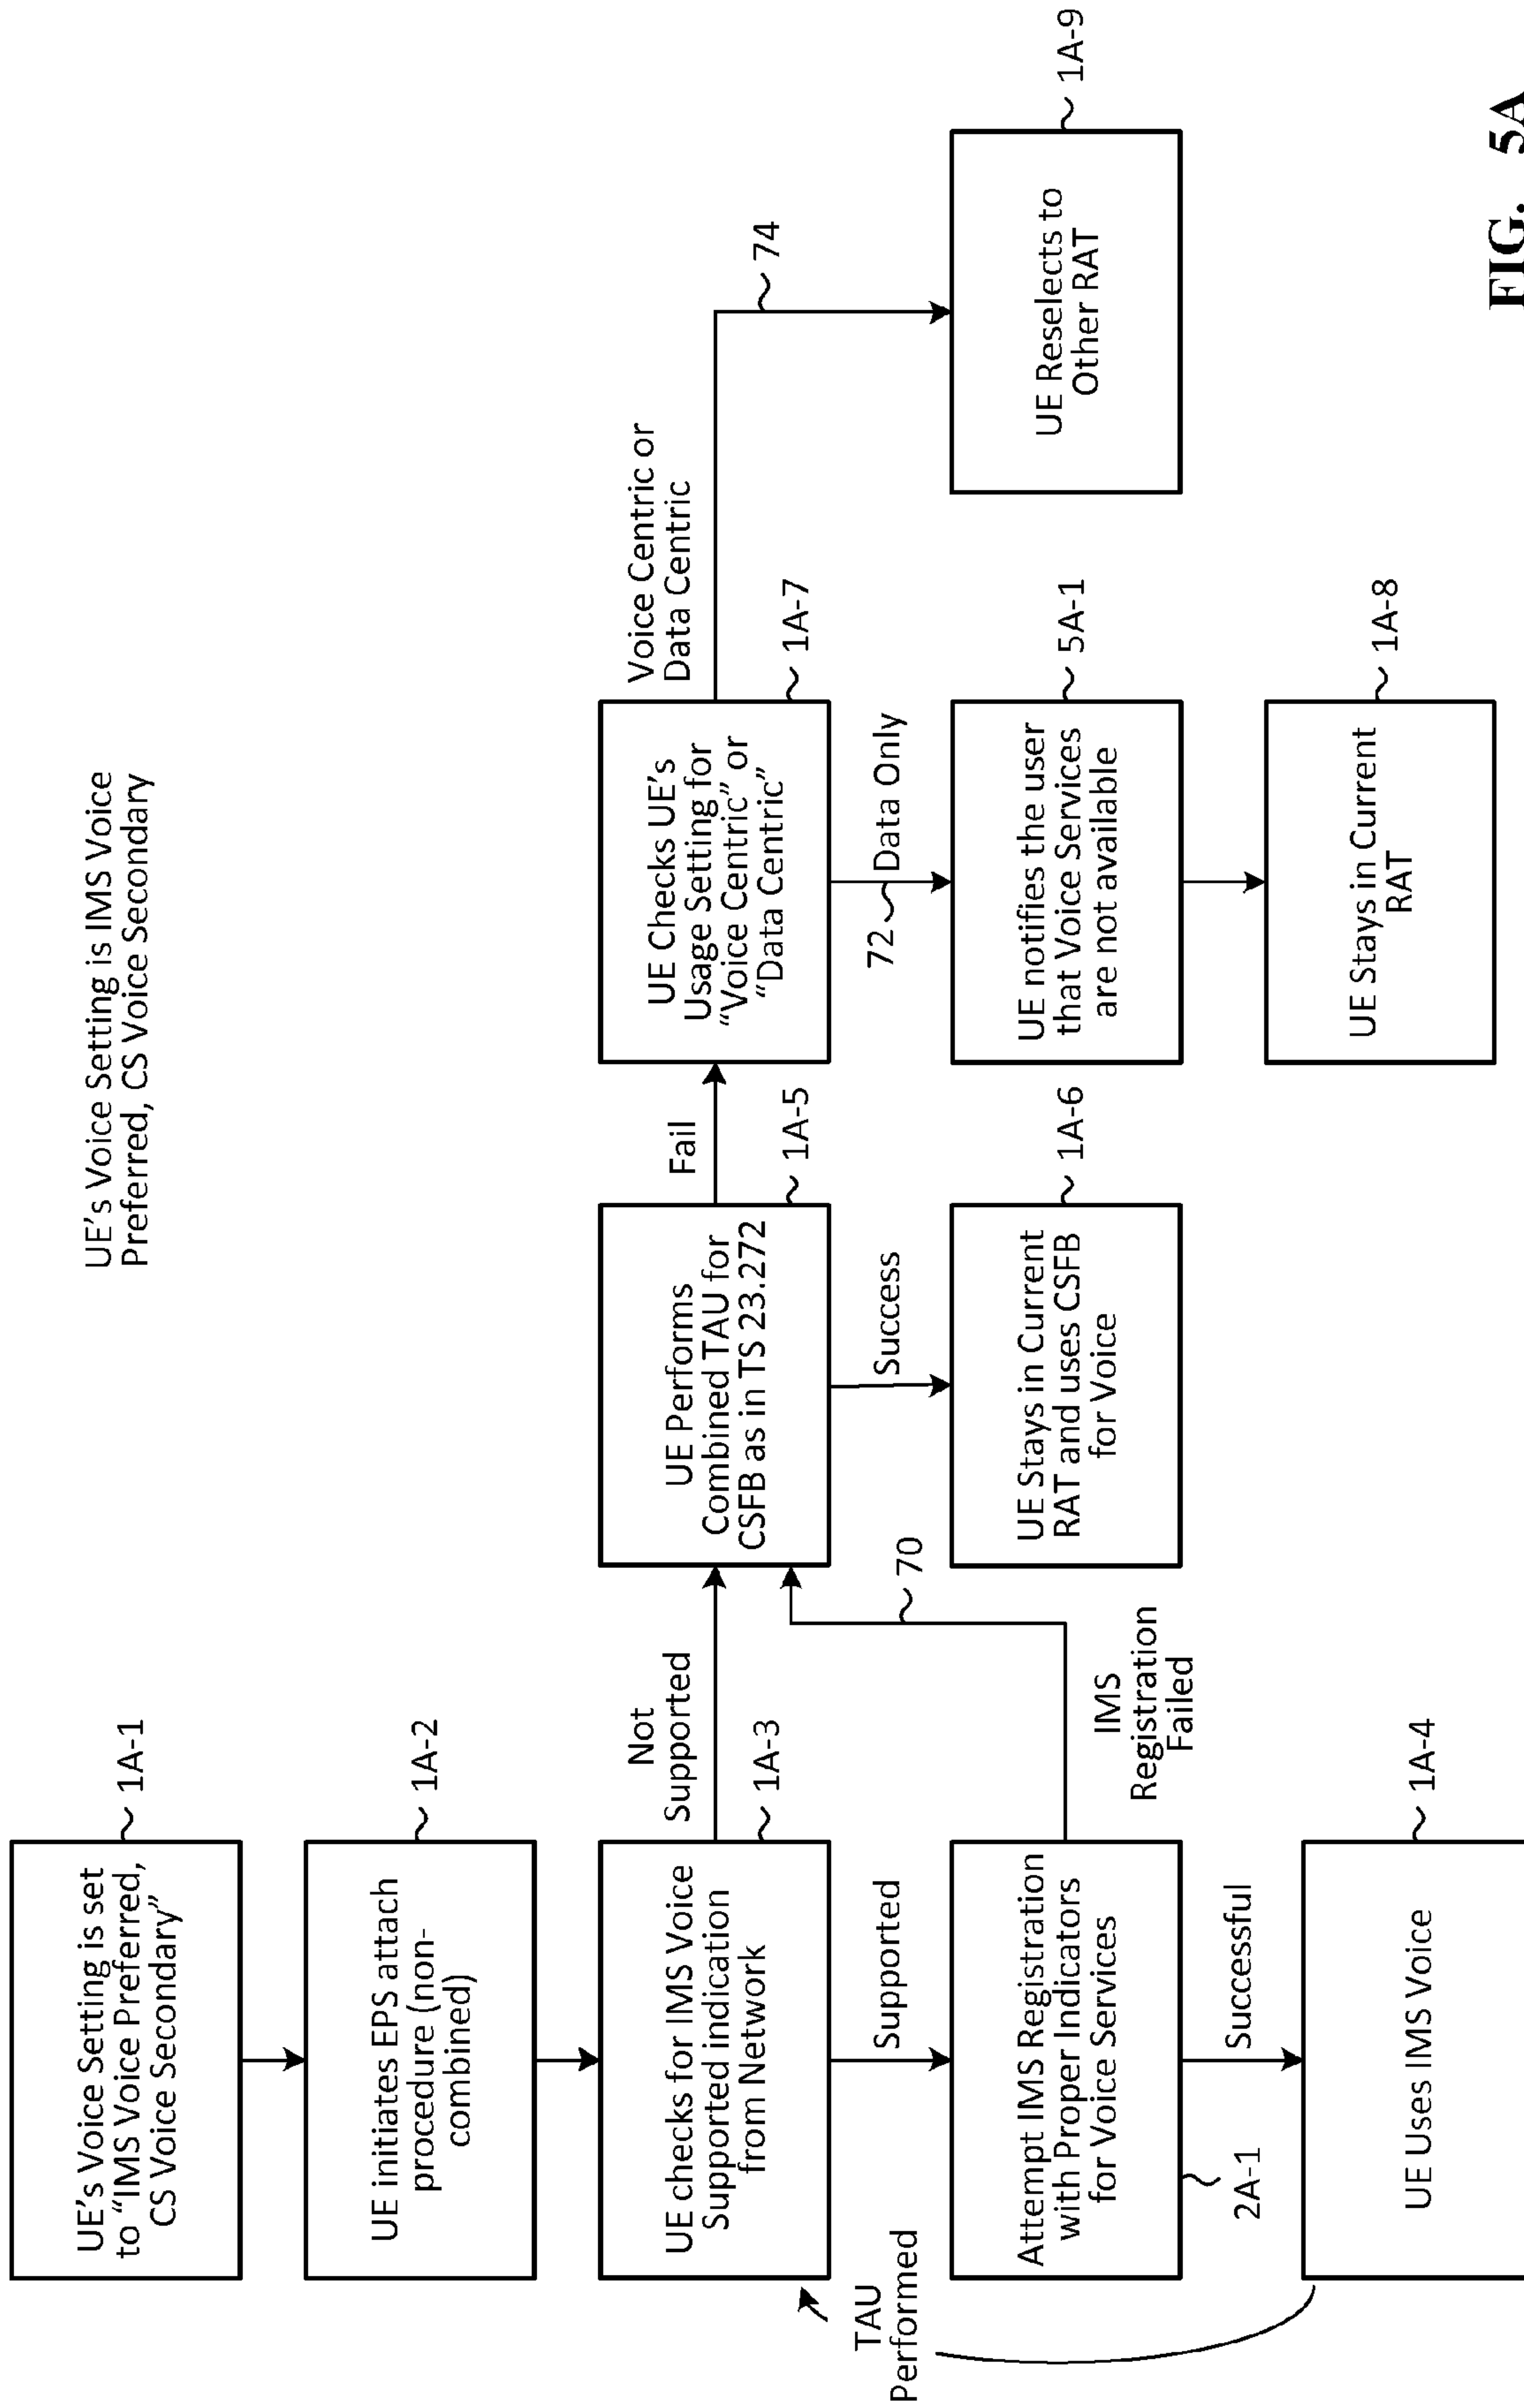 UE's Voice Setting is IMS Voice
Preferred, CS Voice Secondary
UE's Voice Setting is set
to “IMS Voice Preferred,
CS Voice Secondary”
1A-1
UE initiates EPS attach
procedure (non-
combined)
1A-2
UE checks for IMS Voice
Supported indication
from Network
1A-3
Not
Supported
UE Performs
Combined TAU for
CSFB as in TS 23.272
1A-5
Fail
UE Checks UE's
Usage Setting for
“Voice Centric” or
“Data Centric”
1A-7
Voice Centric or
Data Centric
74
TAU
Performed
Supported
Success
72
Data Only
Attempt IMS Registration
with Proper Indicators
for Voice Services
2A-1
70
IMS
Registration
Failed
UE Stays in Current
RAT and uses CSFB
for Voice
1A-6
UE notifies the user
that Voice Services
are not available
5A-1
UE Reselects to
Other RAT
1A-9
Successful
UE Uses IMS Voice
1A-4
UE Stays in Current
RAT
1A-8
FIG. 5A